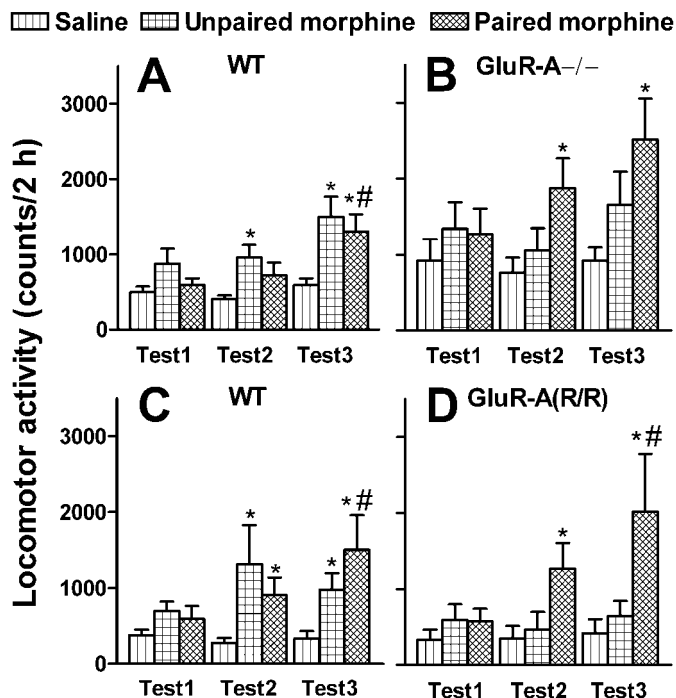 Saline Unpaired morphine Paired morphine
A WT
B GluR-A−/−
Locomotor activity (counts/2 h)
3000
2000
1000
0
* * *#
* *
Test1 Test2 Test3
Test1 Test2 Test3
C WT
D GluR-A(R/R)
3000
2000
1000
0
* * * *#
* *#
Test1 Test2 Test3
Test1 Test2 Test3